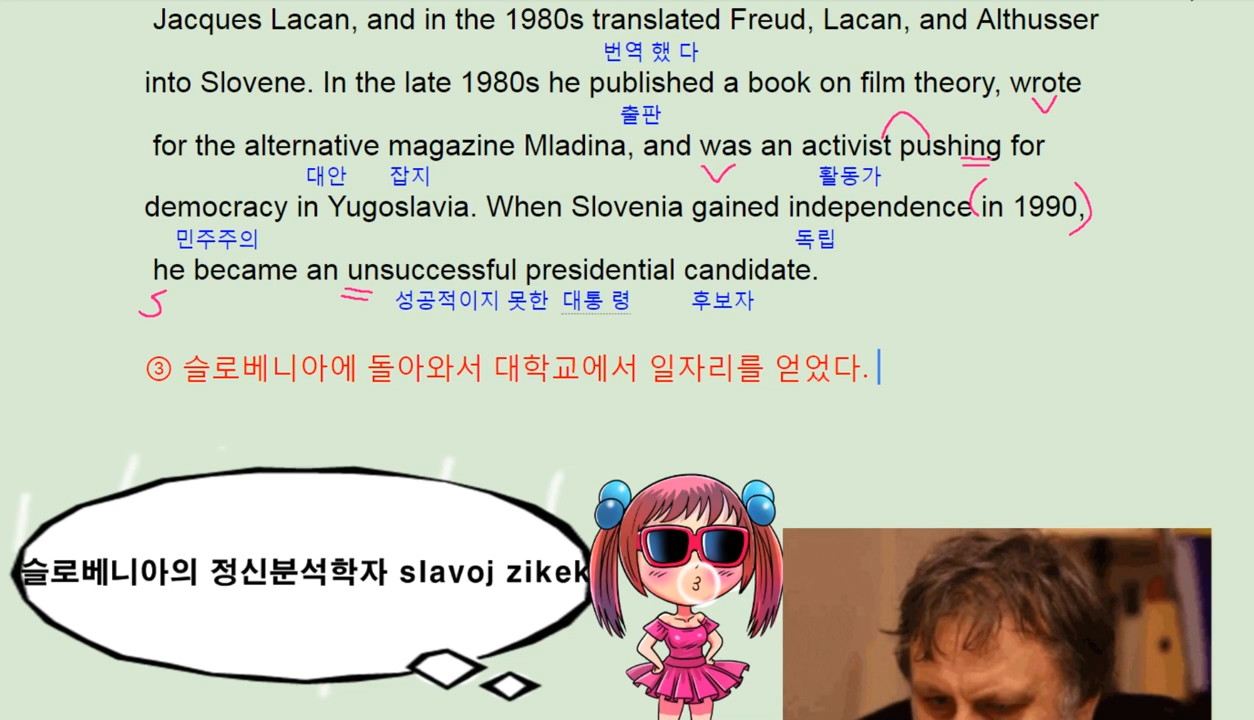 Jacques Lacan, and in the 1980s translated Freud, Lacan, and Althusser
번역 했 다
into Slovene. In the late 1980s he published a book on film theory, wrote
출판
for the alternative magazine Mladina, and was an activist pushing for
대안 잡지 활동가
democracy in Yugoslavia. When Slovenia gained independence in 1990,
민주주의 독립
he became an unsuccessful presidential candidate.
S 성공적이지 못한 대통 령 후보자
③ 슬로베니아에 돌아와서 대학교에서 일자리를 얻었다.
슬로베니아의 정신분석학자 slavoj zikek